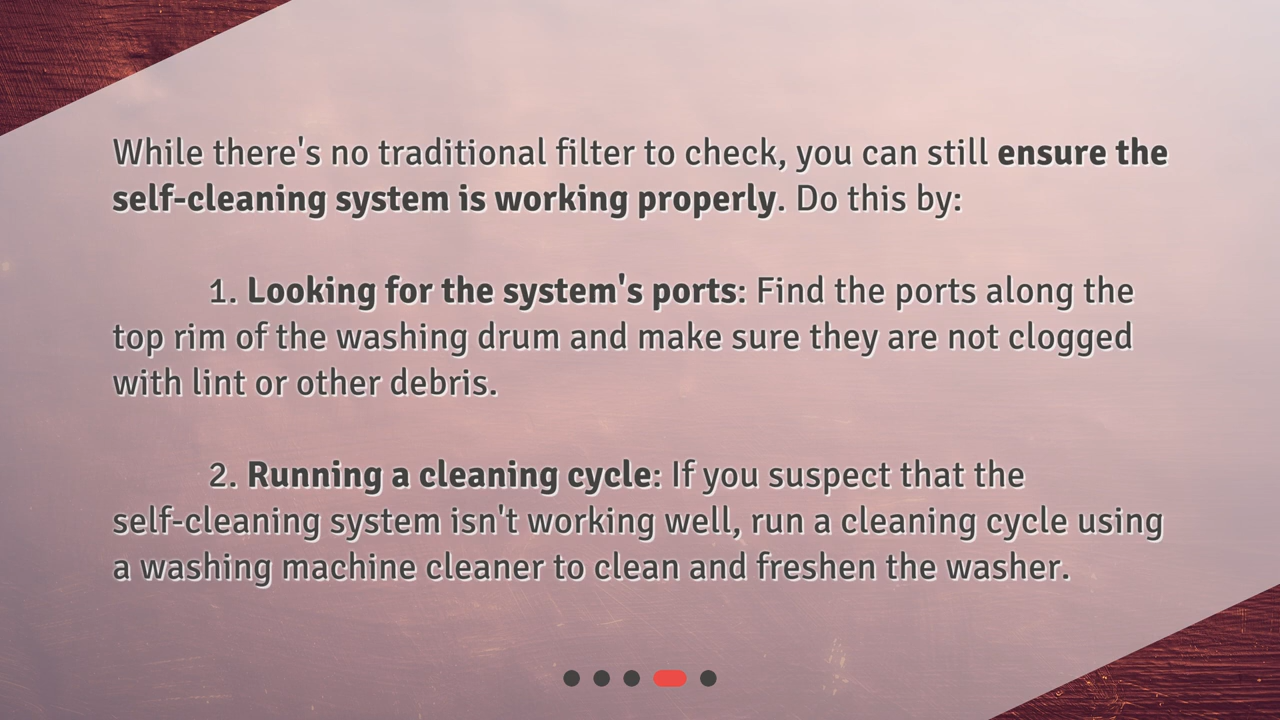 While there's no traditional filter to check, you can still ensure the
self-cleaning system is working properly. Do this by:
1. Looking for the system's ports: Find the ports along the
top rim of the washing drum and make sure they are not clogged
with lint or other debris.
2. Running a cleaning cycle: If you suspect that the
self-cleaning system isn't working well, run a cleaning cycle using
a washing machine cleaner to clean and freshen the washer.